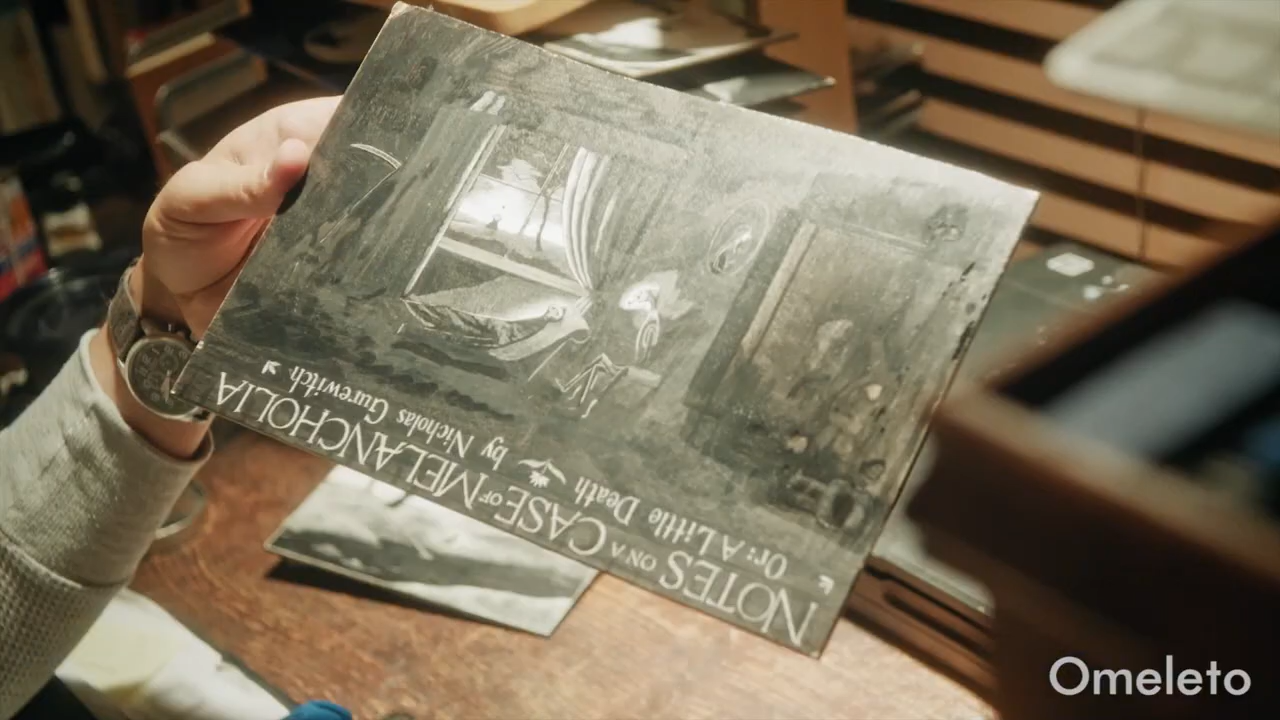 NOTES ON A CASE OF MELANCHOLIA
Or: A Little Death by Nicholas Gurewitch
Omeleto